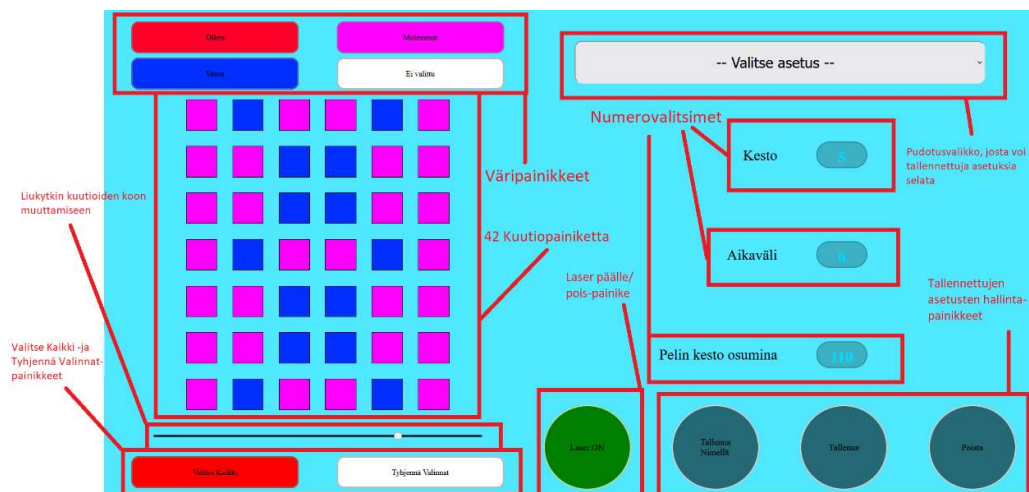 Oikea
Molemmat
Vasen
Ei valittu
-- Valitse asetus --
Numerovalitsimet
Pudotusvalikko, josta voi
tallennettuja asetuksia
selata
Kesto
5
Väripainikkeet
Liukytkin kuutioiden koon
muuttamiseen
42 Kuutiopainiketta
Aikaväli
6
Laser päälle/
pois-painike
Tallennettujen
asetusten hallinta-
painikkeet
Valitse Kaikki -ja
Tyhjennä Valinnat-
painikkeet
Pelin kesto osumina
110
Laser ON
Tallenna
Nimellä
Tallenna
Poista
Valitse Kaikki
Tyhjennä Valinnat